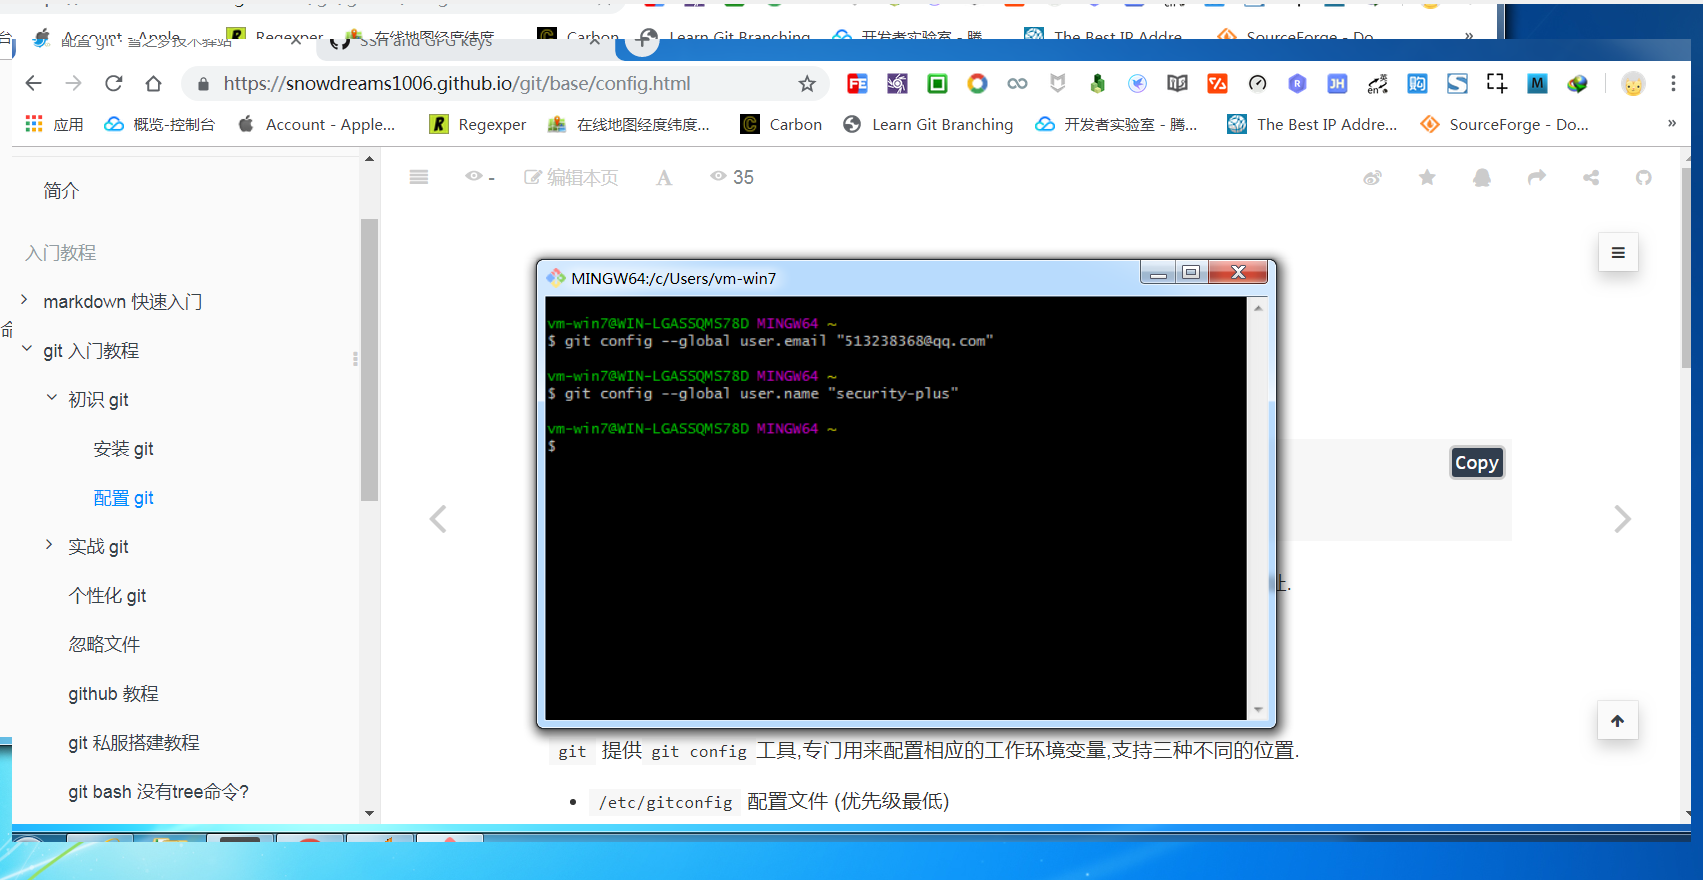 Account - Apple
Regexper
在线地图经度纬度
Carbon
Learn Git Branching
开发者实验室 - 腾
The Best IP Addre
SourceForge - Do
»
配置 git · 雪之梦技术驿站
SSH and GPG keys
https://snowdreams1006.github.io/git/base/config.html
应用
概览-控制台
Account - Apple...
Regexper
在线地图经度纬度...
Carbon
Learn Git Branching
开发者实验室 - 腾...
The Best IP Addre...
SourceForge - Do...
»
简介
入门教程
markdown 快速入门
命
git 入门教程
初识 git
安装 git
配置 git
实战 git
个性化 git
忽略文件
github 教程
git 私服搭建教程
git bash 没有tree命令?
-
编辑本页
A
35
MINGW64:/c/Users/vm-win7
vm-win7@WIN-LGASSQMS78D MINGW64 ~
$ git config --global user.email "513238368@qq.com"
vm-win7@WIN-LGASSQMS78D MINGW64 ~
$ git config --global user.name "security-plus"
vm-win7@WIN-LGASSQMS78D MINGW64 ~
$
Copy
git 提供 git config 工具,专门用来配置相应的工作环境变量,支持三种不同的位置.
• /etc/gitconfig 配置文件 (优先级最低)